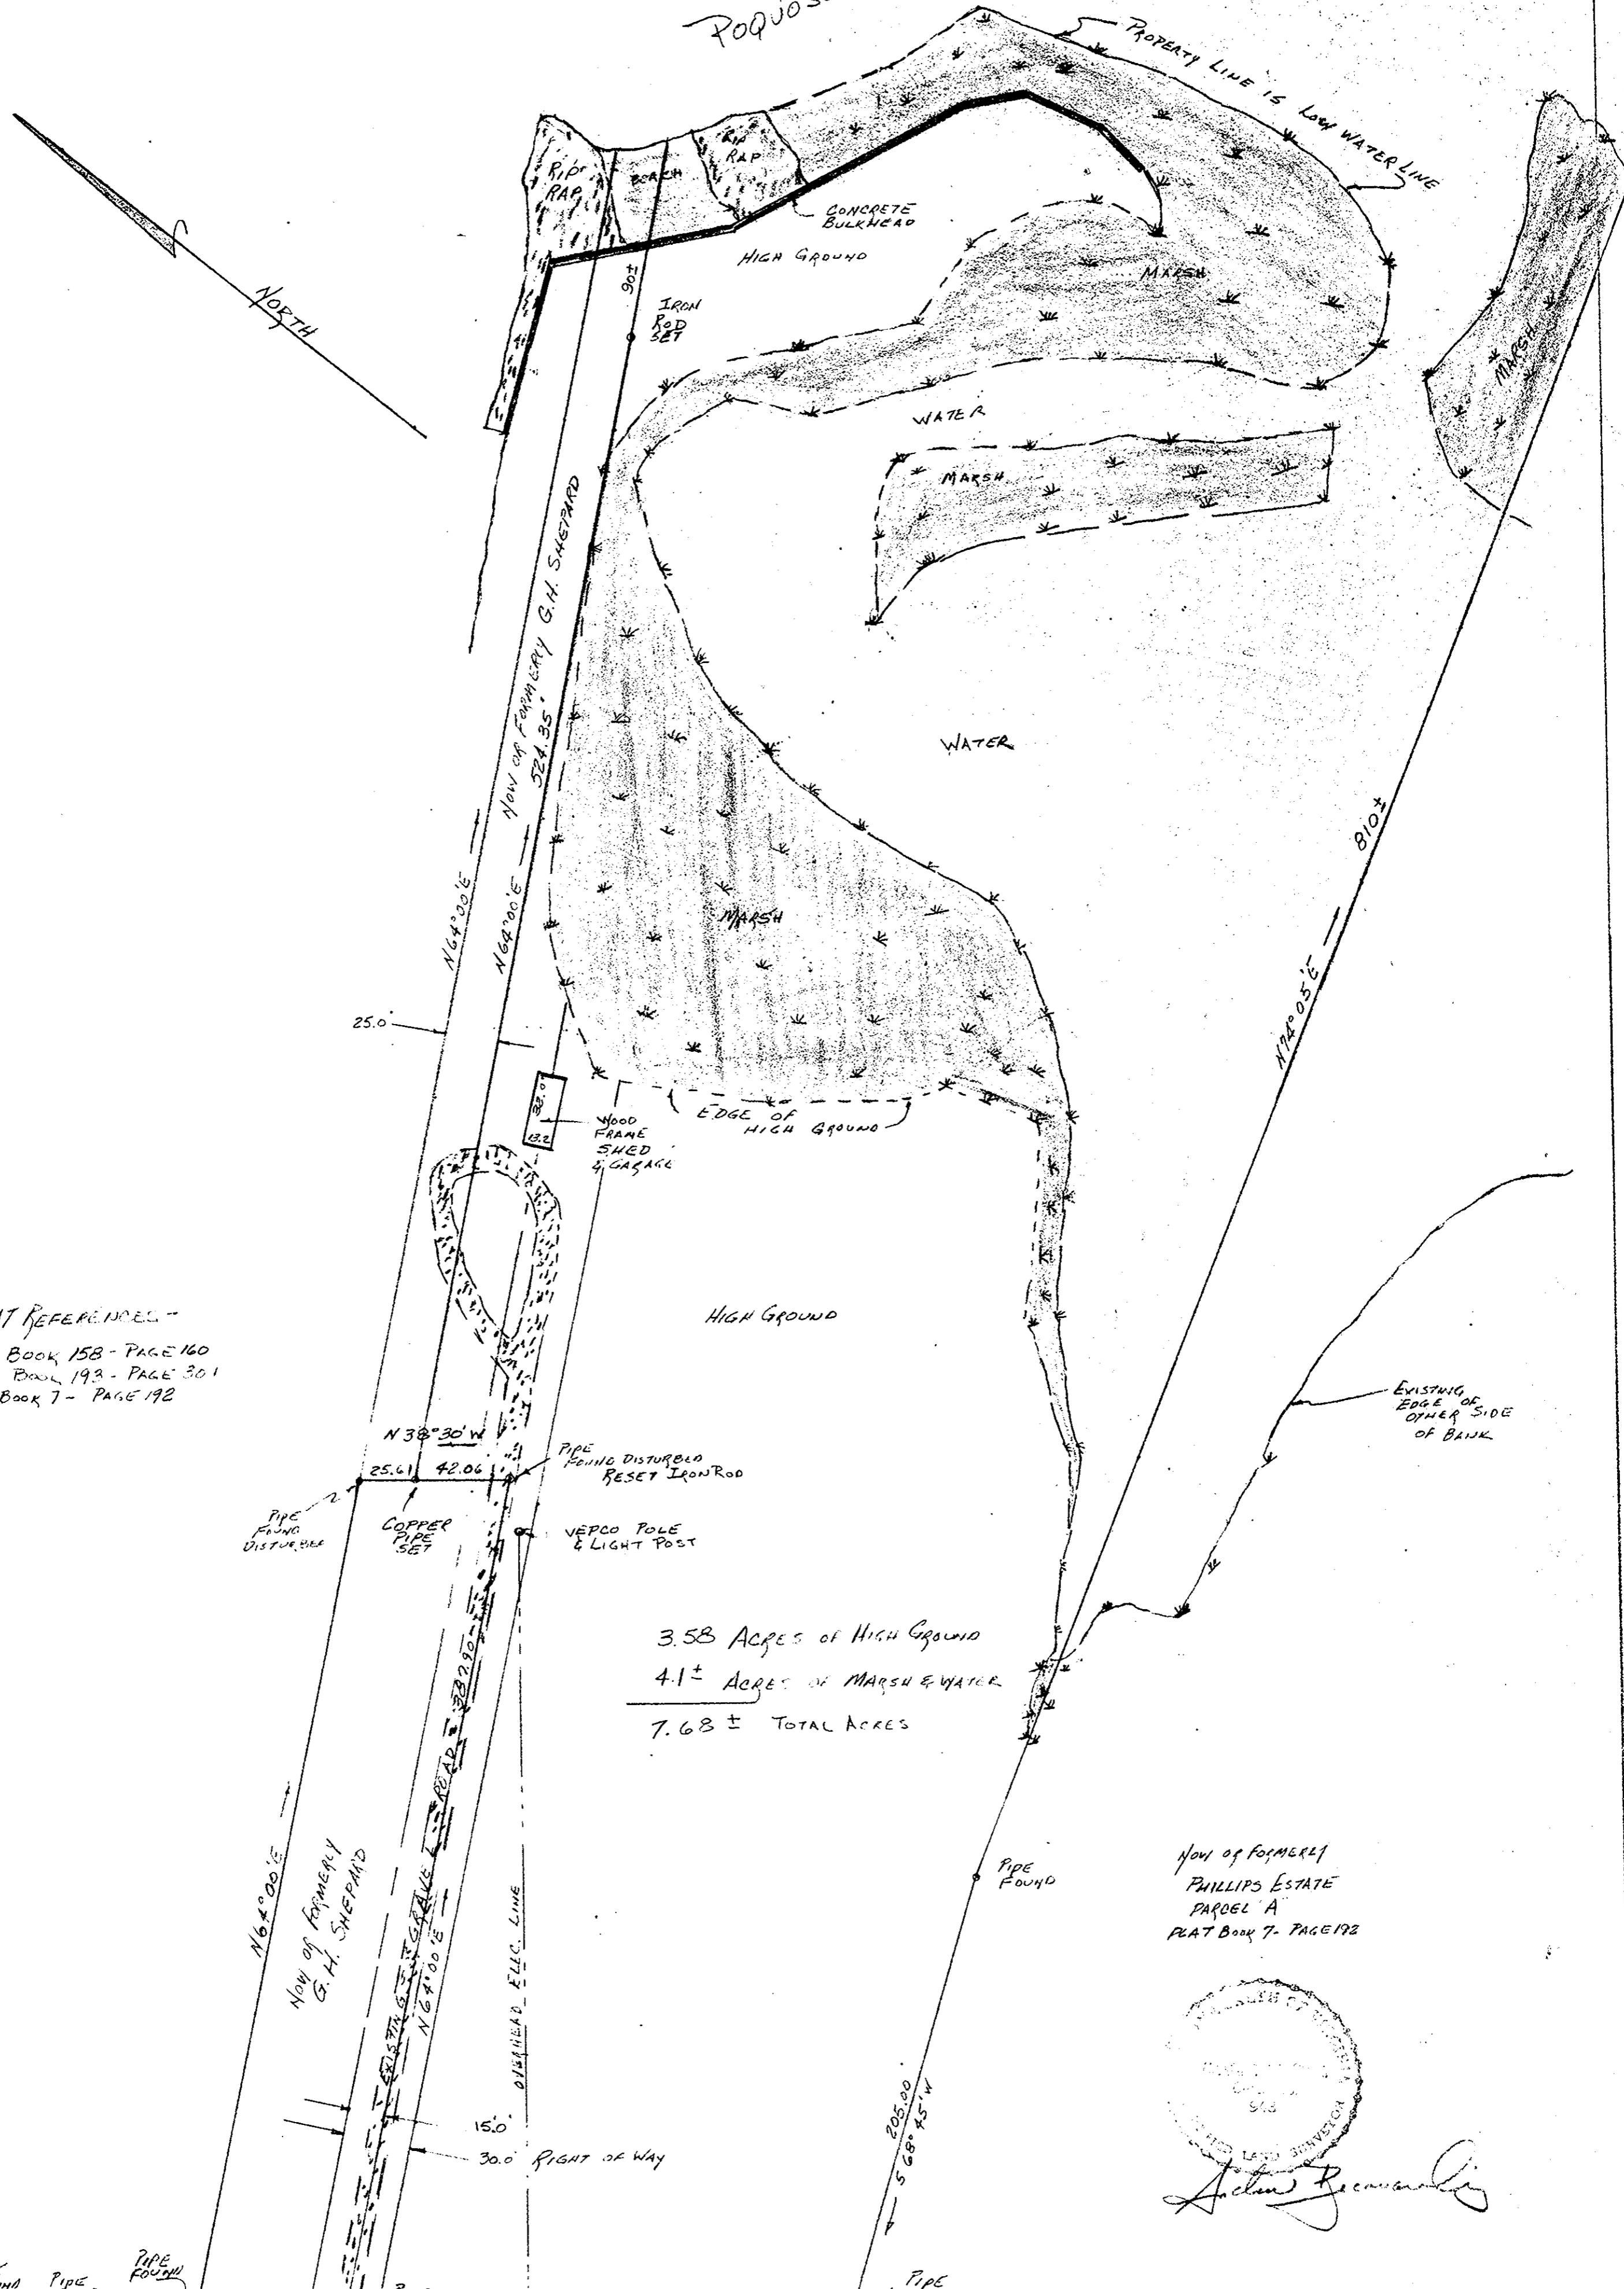 PROPERTY LINE IS LOW WATER LINE
RIP
RAP
BEACH
RIP
RAP
CONCRETE
BULKHEAD
HIGH GROUND
MARSH
MARSH
NORTH
90±
IRON
ROD
SET
WATER
MARSH
NOW OR FORMERLY G.H. SHEPARD
524.35'
WATER
810±
N64°00'E
N64°00'E
MARSH
N74°05'E
25.0'
13.2
WOOD
FRAME
SHED
& GARAGE
EDGE OF
HIGH GROUND
REFERENCES -
BOOK 158 - PAGE 160
BOOK 193 - PAGE 301
BOOK 7 - PAGE 192
HIGH GROUND
EXISTING
EDGE OF
OTHER SIDE
OF BANK
N 38°30' W
25.61 42.06
PIPE
FOUND DISTURBED
RESET IRON ROD
PIPE
FOUND
DISTURBED
COPPER
PIPE
SET
VEPCO POLE
& LIGHT POST
3.58 ACRES OF HIGH GROUND
4.1± ACRES OF MARSH & WATER
7.68± TOTAL ACRES
N64°00'E
NOW OR FORMERLY
G.H. SHEPARD
EXISTING GRAVEL ROAD
382.90
N64°00'E
OVERHEAD ELEC. LINE
PIPE
FOUND
NOW OR FORMERLY
PHILLIPS ESTATE
PARCEL 'A'
PLAT BOOK 7 - PAGE 192
15.0'
30.0' RIGHT OF WAY
205.00
S 68°45'W
LAND SURVEYOR
PIPE
PIPE
FOUND
PIPE